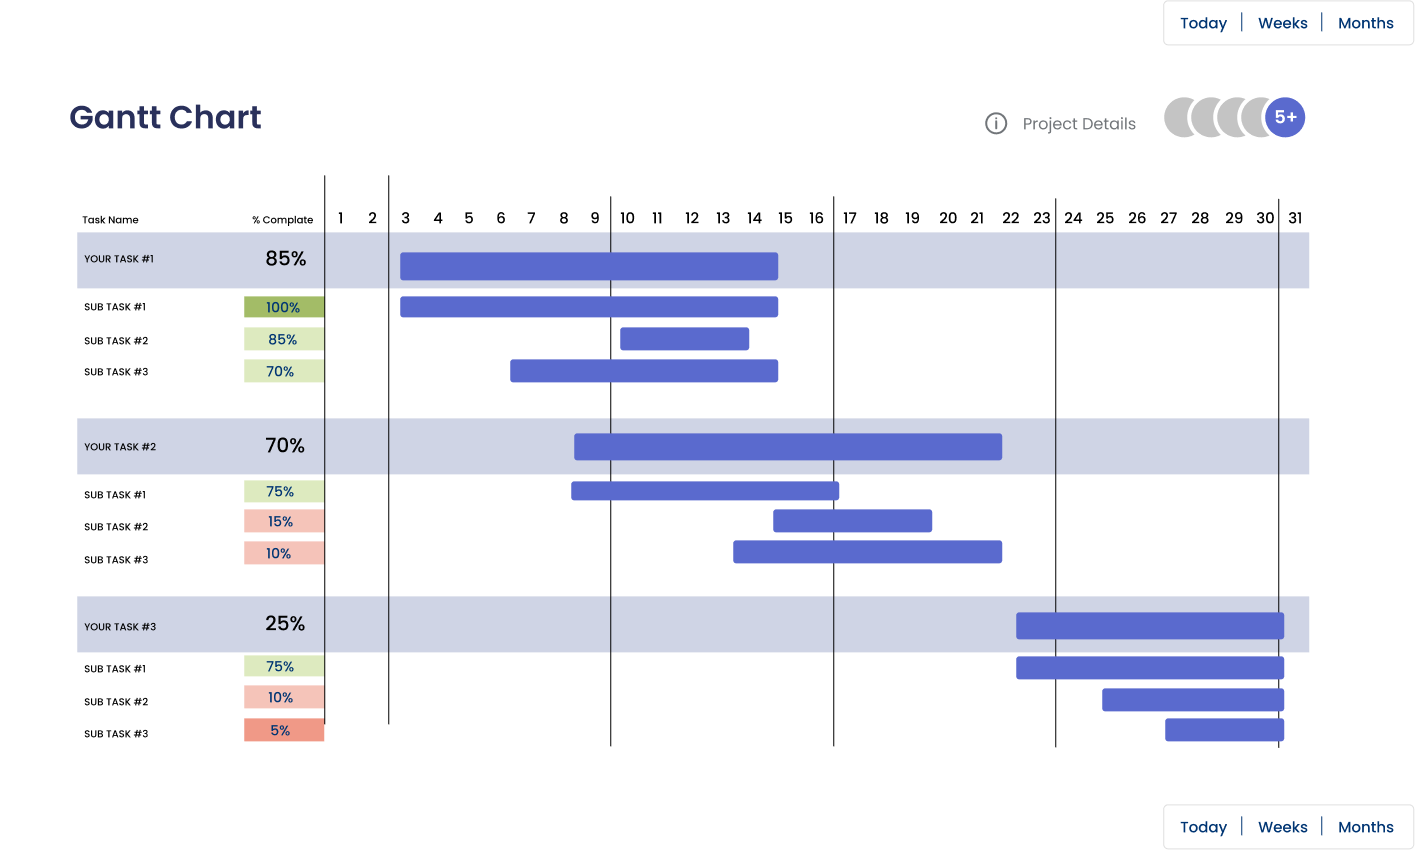 Today | Weeks | Months
Gantt Chart
Project Details 5+
Task Name % Complate 1 2 3 4 5 6 7 8 9 10 11 12 13 14 15 16 17 18 19 20 21 22 23 24 25 26 27 28 29 30 31
YOUR TASK #1 85%
SUB TASK #1 100%
SUB TASK #2 85%
SUB TASK #3 70%
YOUR TASK #2 70%
SUB TASK #1 75%
SUB TASK #2 15%
SUB TASK #3 10%
YOUR TASK #3 25%
SUB TASK #1 75%
SUB TASK #2 10%
SUB TASK #3 5%
Today | Weeks | Months